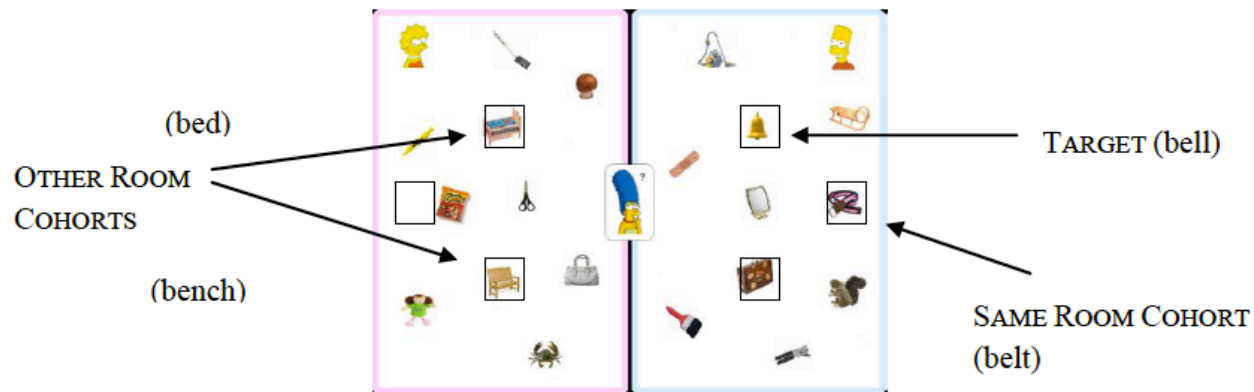 (bed)
OTHER ROOM
COHORTS
(bench)
?
TARGET (bell)
SAME ROOM COHORT
(belt)